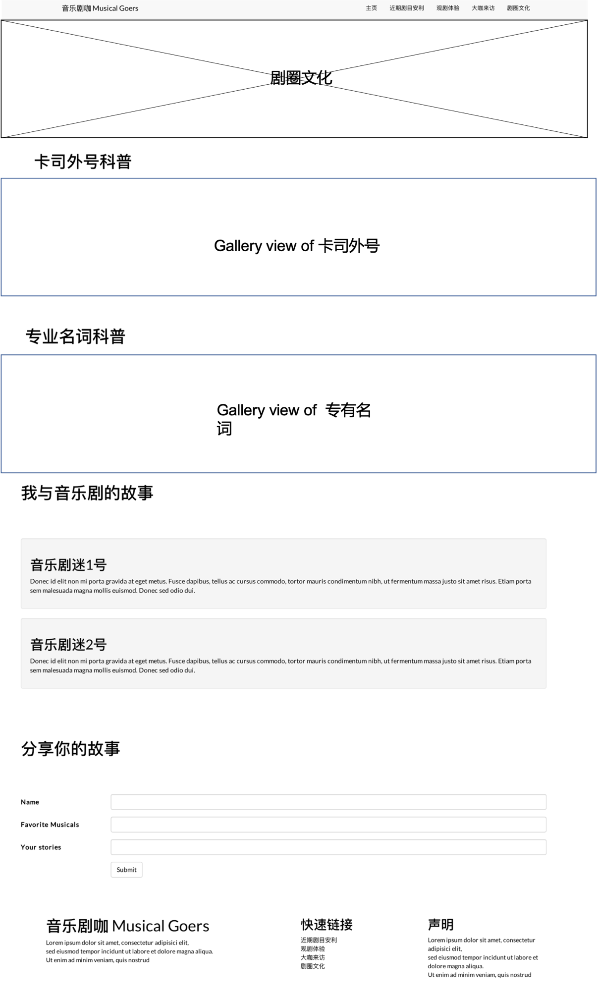 音乐剧咖 Musical Goers
主页 近期剧目安利 观剧体验 大咖来访 剧圈文化
剧圈文化
卡司外号科普
Gallery view of 卡司外号
专业名词科普
Gallery view of 专有名
词
我与音乐剧的故事
音乐剧迷1号
Donec id elit non mi porta gravida at eget metus. Fusce dapibus, tellus ac cursus commodo, tortor mauris condimentum nibh, ut fermentum massa justo sit amet risus. Etiam porta
sem malesuada magna mollis euismod. Donec sed odio dui.
音乐剧迷2号
Donec id elit non mi porta gravida at eget metus. Fusce dapibus, tellus ac cursus commodo, tortor mauris condimentum nibh, ut fermentum massa justo sit amet risus. Etiam porta
sem malesuada magna mollis euismod. Donec sed odio dui.
分享你的故事
Name
Favorite Musicals
Your stories
Submit
音乐剧咖 Musical Goers
Lorem ipsum dolor sit amet, consectetur adipisici elit,
sed eiusmod tempor incidunt ut labore et dolore magna aliqua.
Ut enim ad minim veniam, quis nostrud
快速链接
近期剧目安利
观剧体验
大咖来访
剧圈文化
声明
Lorem ipsum dolor sit amet, consectetur
adipisici elit,
sed eiusmod tempor incidunt ut labore et
dolore magna aliqua.
Ut enim ad minim veniam, quis nostrud